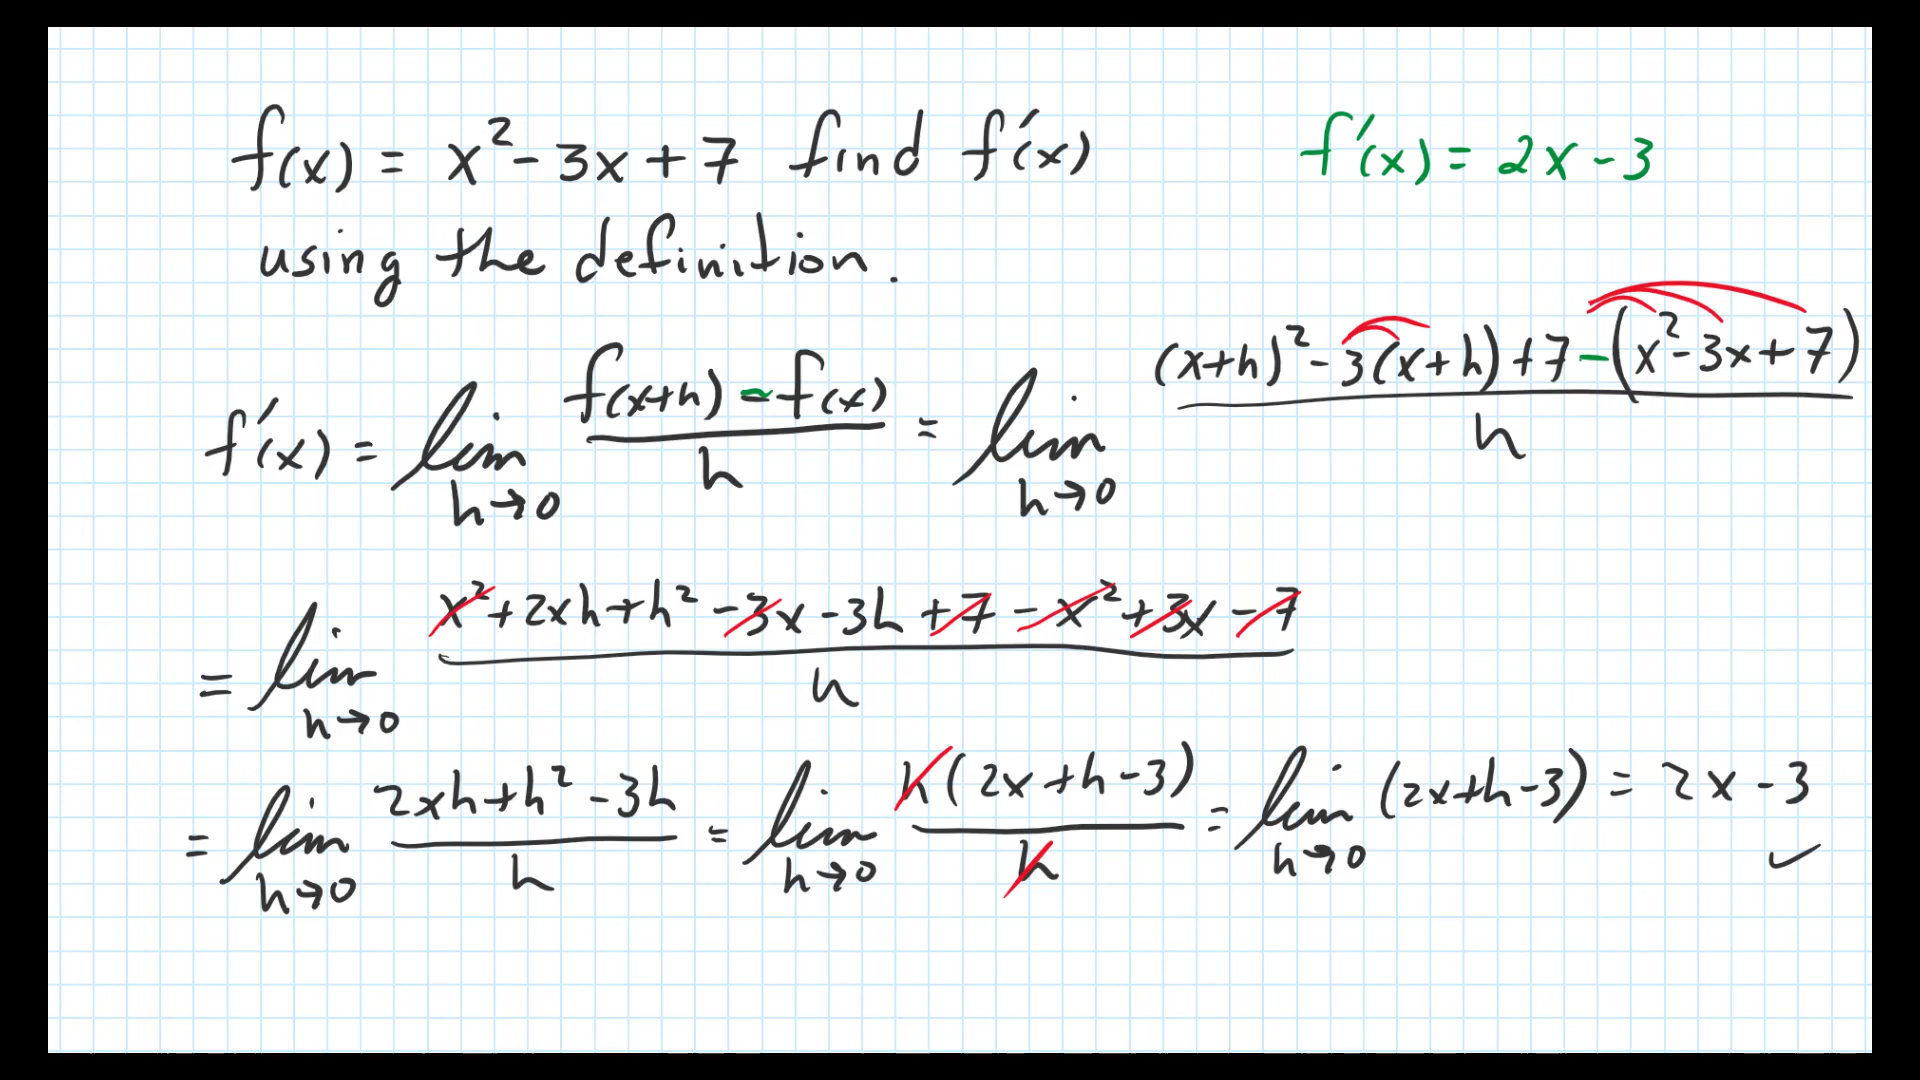 f(x) = x² - 3x + 7 find f'(x) f'(x) = 2x - 3
using the definition.
f'(x) = lim h→0 (f(x+h) - f(x))/h = lim h→0 ((x+h)² - 3(x+h) + 7 - (x² - 3x + 7))/h
= lim h→0 (x² + 2xh + h² - 3x - 3h + 7 - x² + 3x - 7)/h
= lim h→0 (2xh + h² - 3h)/h = lim h→0 h(2x + h - 3)/h = lim h→0 (2x + h - 3) = 2x - 3 ✓